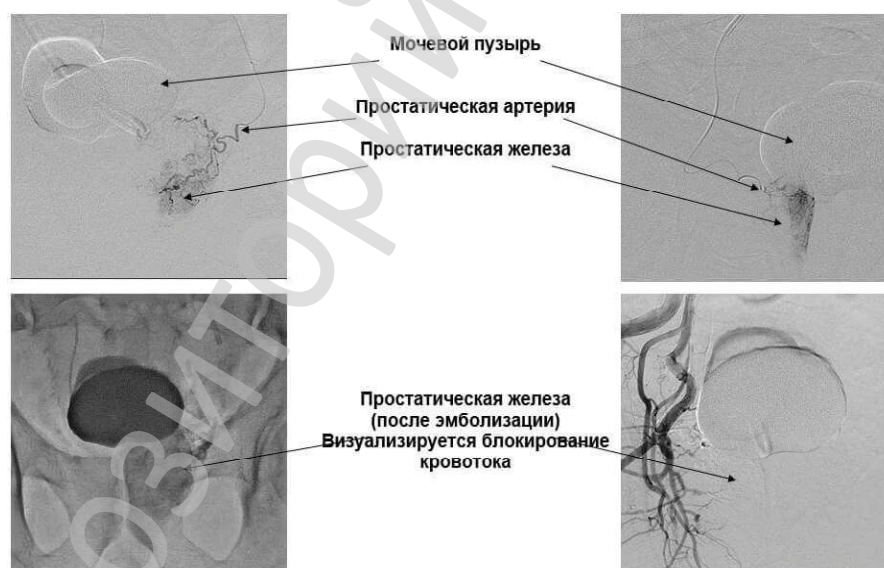 Мочевой пузырь
Простатическая артерия
Простатическая железа
Простатическая железа
(после эмболизации)
Визуализируется блокирование
кровотока